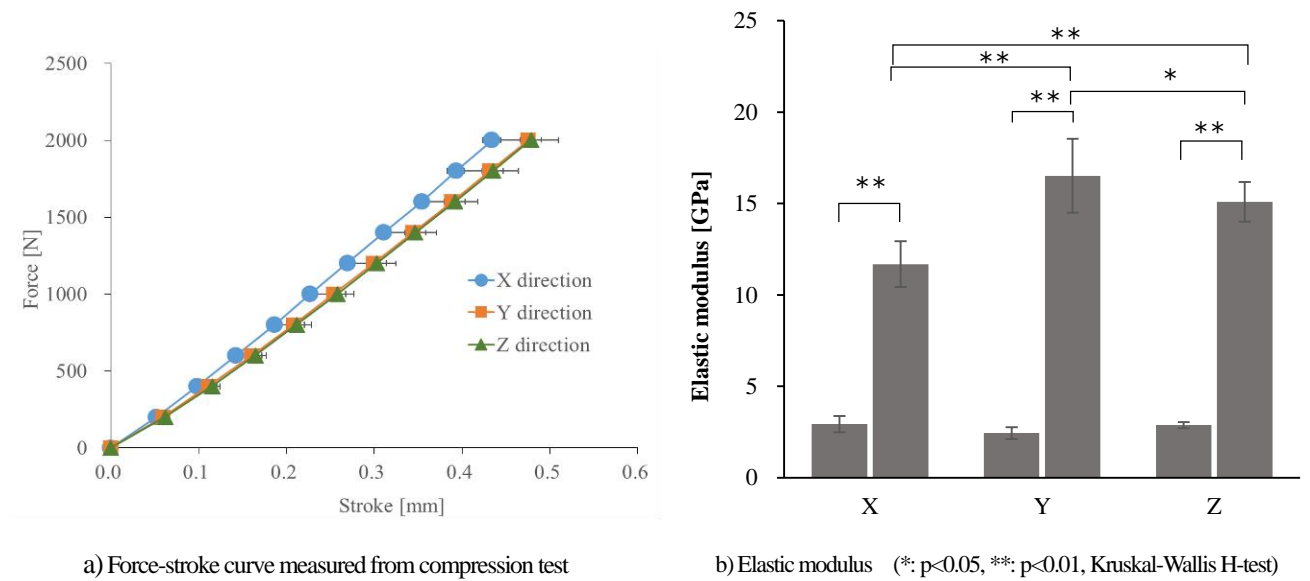 2500
2000
1500
1000
500
0
Force [N]
X direction
Y direction
Z direction
0.0 0.1 0.2 0.3 0.4 0.5 0.6
Stroke [mm]
a) Force-stroke curve measured from compression test
25
20
15
10
5
0
Elastic modulus [GPa]
**
**
*
**
**
**
X Y Z
b) Elastic modulus (*: p<0.05, **: p<0.01, Kruskal-Wallis H-test)